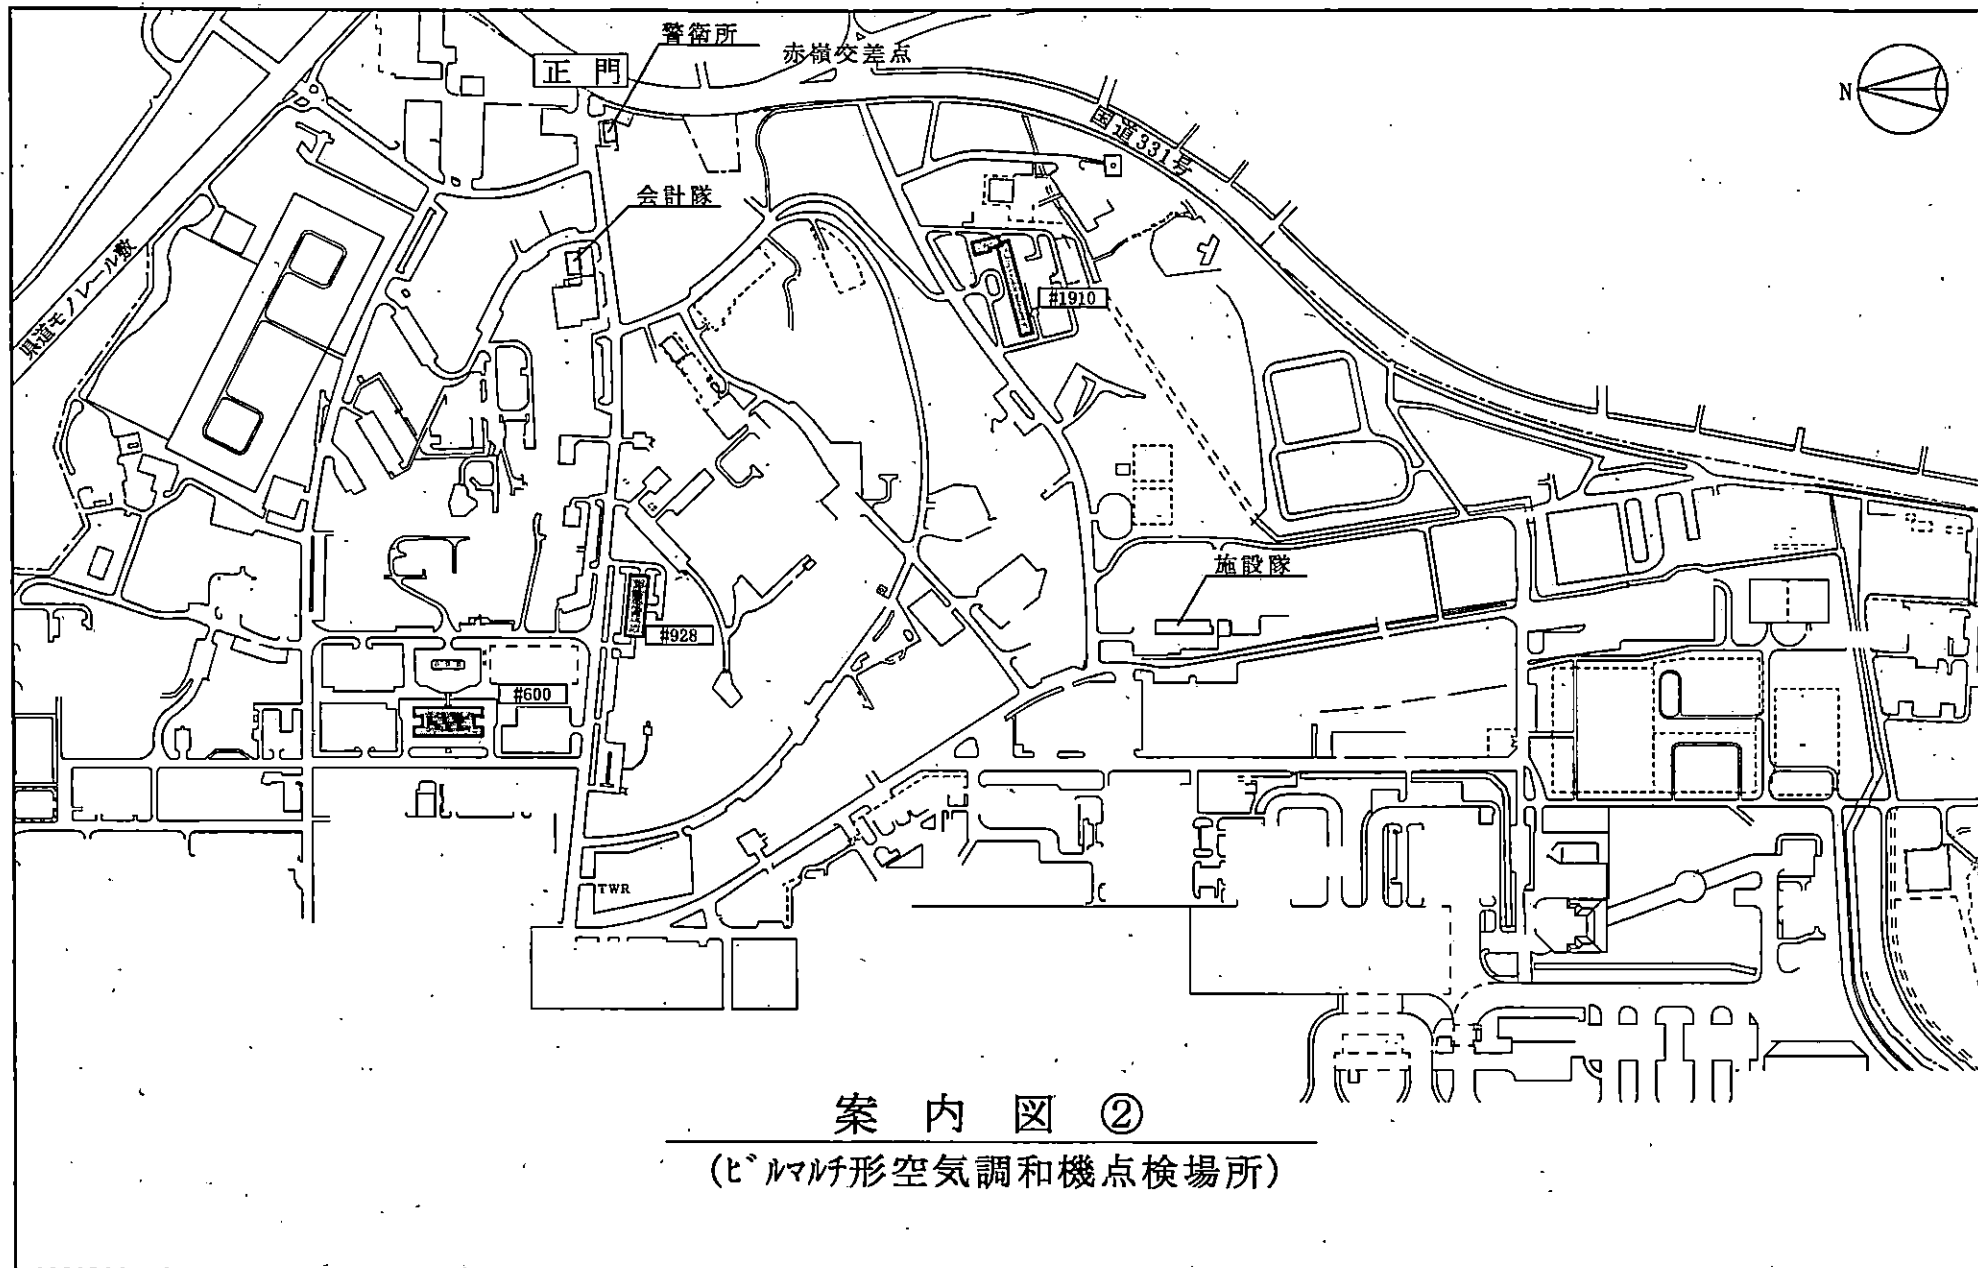 警衛所
正門
赤嶺交差点
N
国道331号
会計隊
県道モノレール敷
#1910
施設隊
#928
#600
TWR
案内図②
(ビルマルチ形空気調和機点検場所)